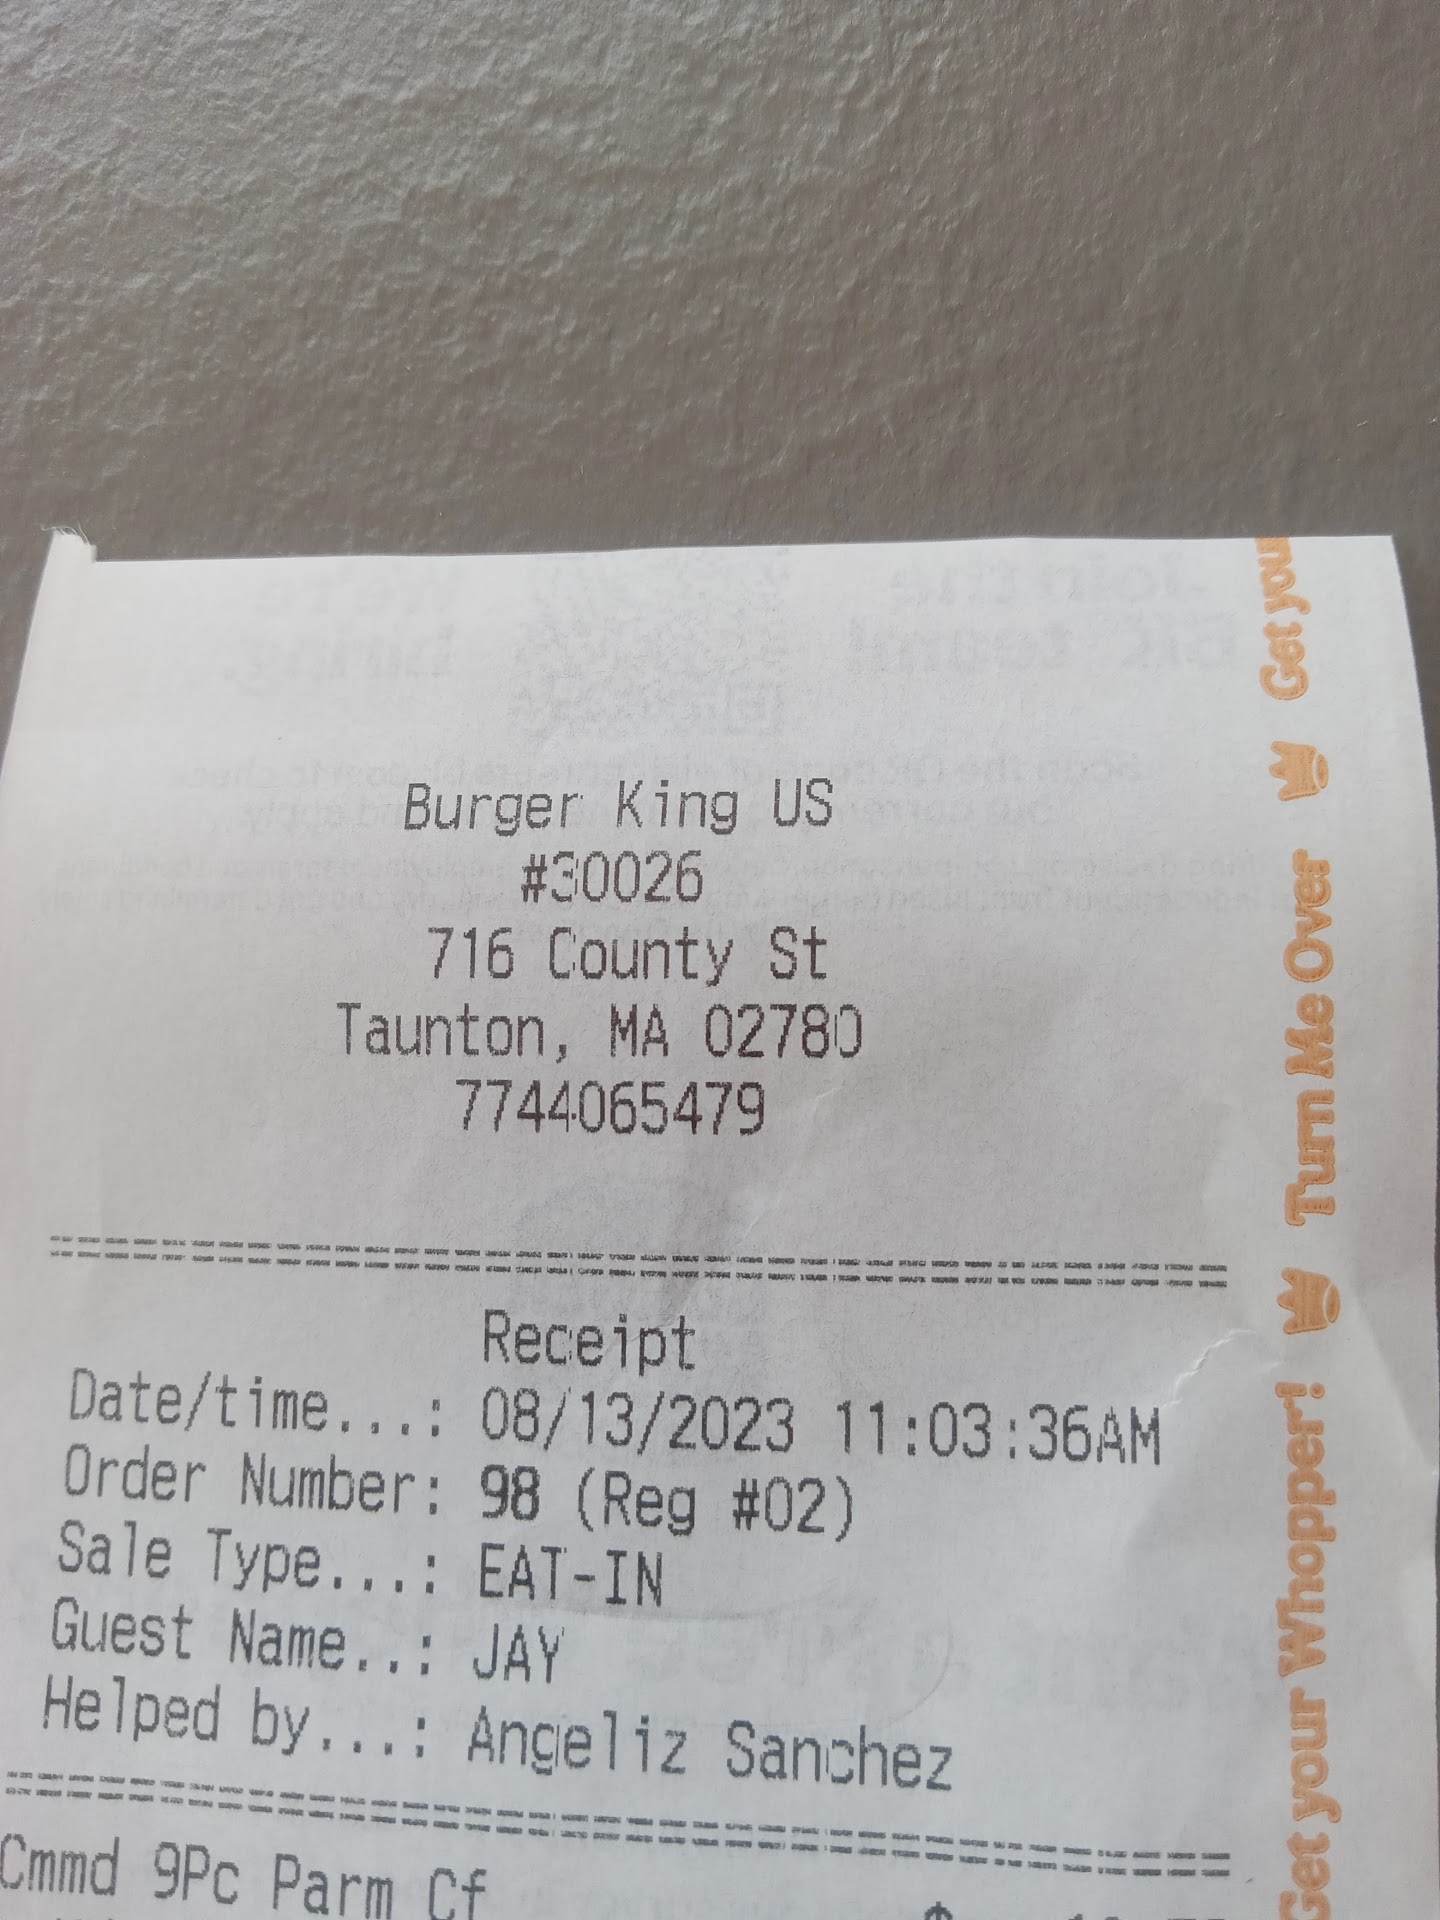 Burger King US
#30026
716 County St
Taunton, MA 02780
7744065479
Receipt
Date/time...: 08/13/2023 11:03:36AM
Order Number: 98 (Reg #02)
Sale Type...: EAT-IN
Guest Name..: JAY
Helped by...: Angeliz Sanchez
Cmmd 9Pc Parm Cf
Get your Whopper! Turn Me Over Get your